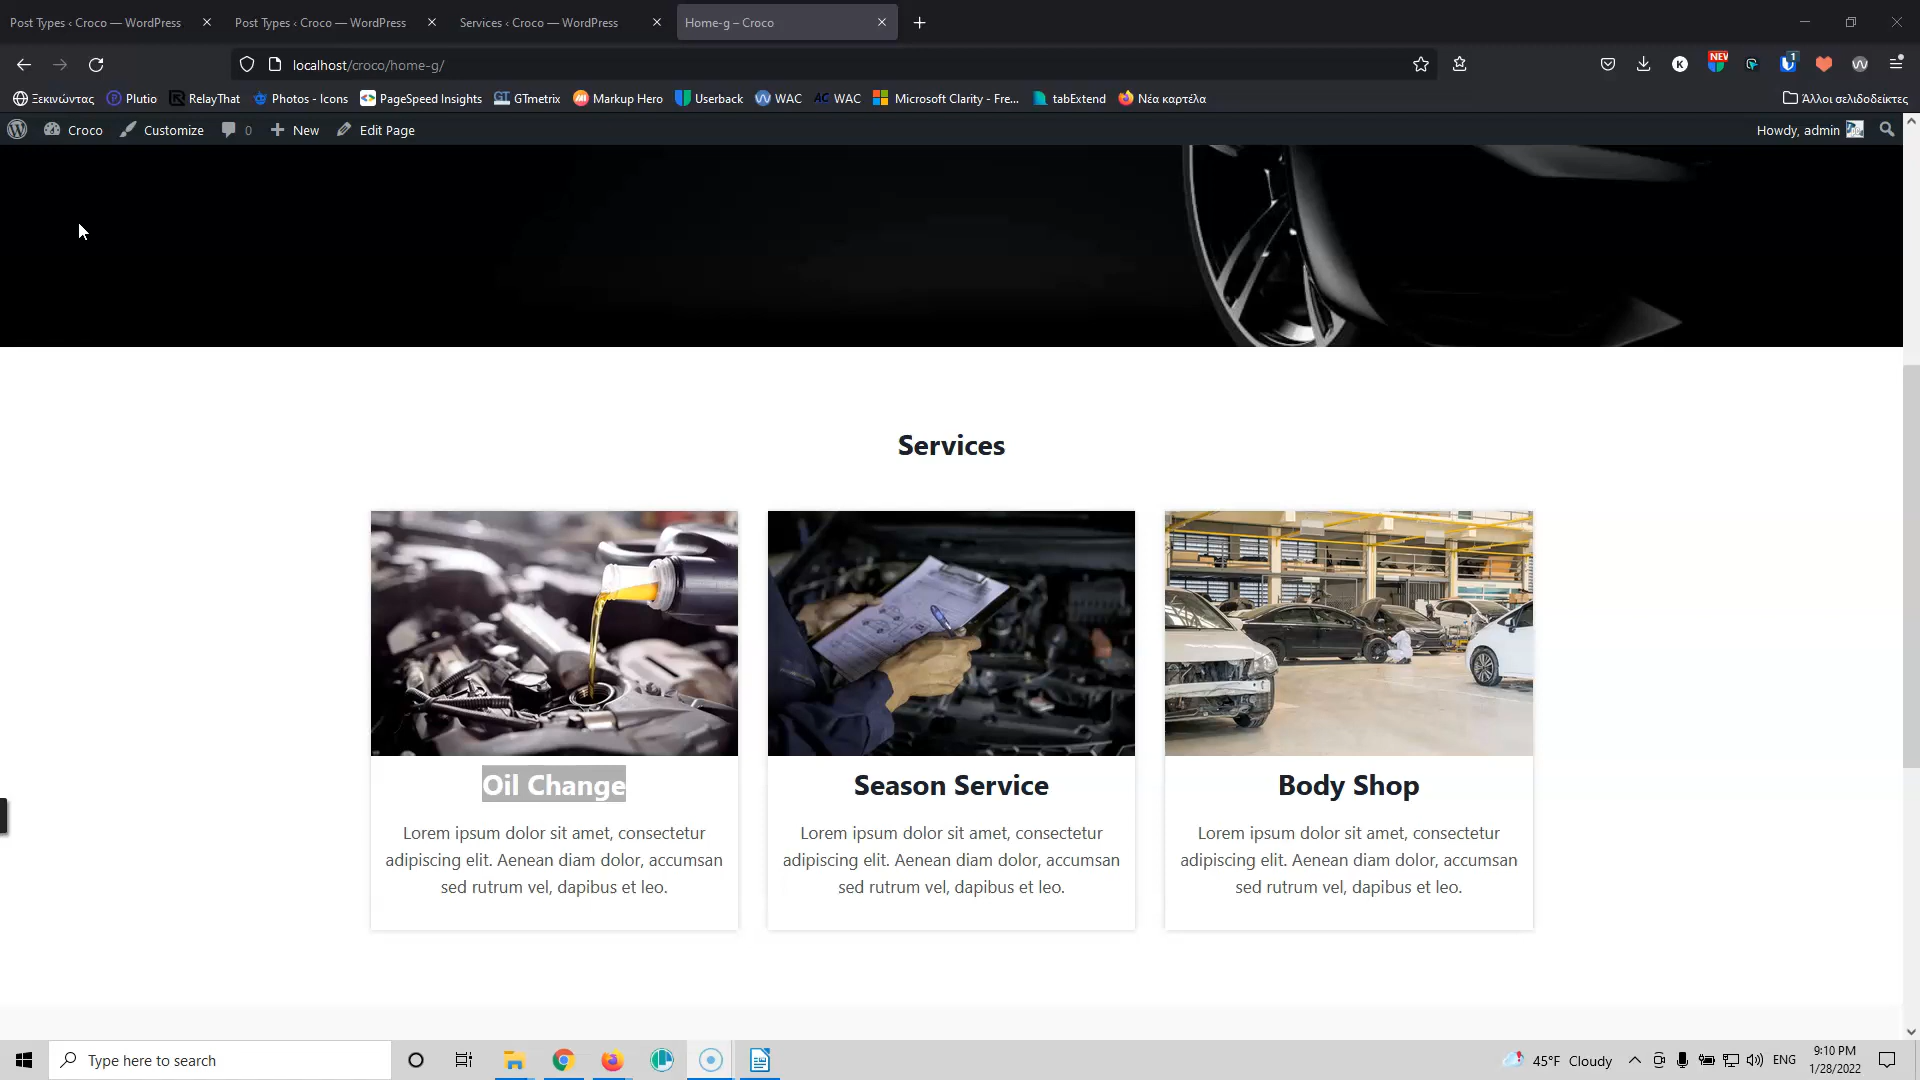 Post Types ‹ Croco — WordPress
Post Types ‹ Croco — WordPress
Services ‹ Croco — WordPress
Home-g – Croco
localhost/croco/home-g/
K
NEW
1
Ξεκινώντας
Plutio
RelayThat
Photos - Icons
PageSpeed Insights
GTmetrix
Markup Hero
Userback
WAC
WAC
Microsoft Clarity - Fre...
tabExtend
Νέα καρτέλα
Άλλοι σελιδοδείκτες
Croco
Customize
0
New
Edit Page
Howdy, admin
Services
Oil Change
Lorem ipsum dolor sit amet, consectetur
adipiscing elit. Aenean diam dolor, accumsan
sed rutrum vel, dapibus et leo.
Season Service
Lorem ipsum dolor sit amet, consectetur
adipiscing elit. Aenean diam dolor, accumsan
sed rutrum vel, dapibus et leo.
Body Shop
Lorem ipsum dolor sit amet, consectetur
adipiscing elit. Aenean diam dolor, accumsan
sed rutrum vel, dapibus et leo.
Type here to search
45°F Cloudy
ENG
9:10 PM
1/28/2022